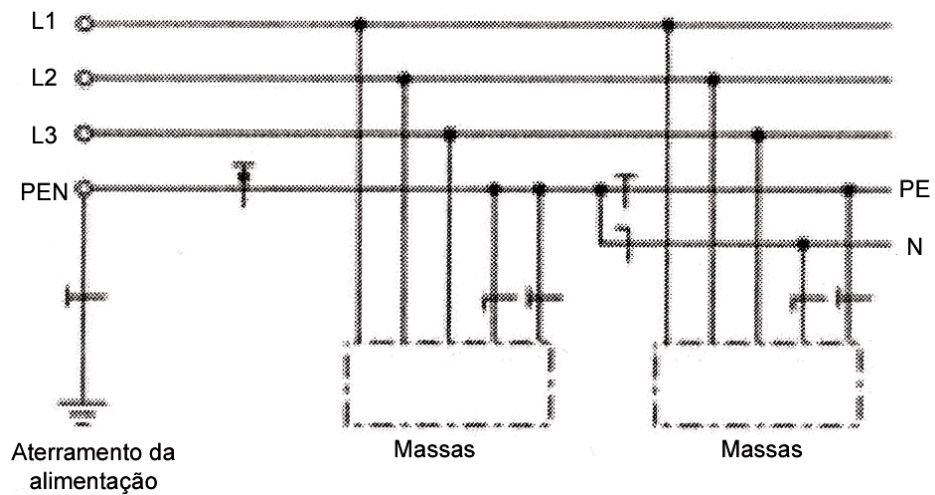 L1
L2
L3
PEN
PE
N
Aterramento da
alimentação
Massas
Massas